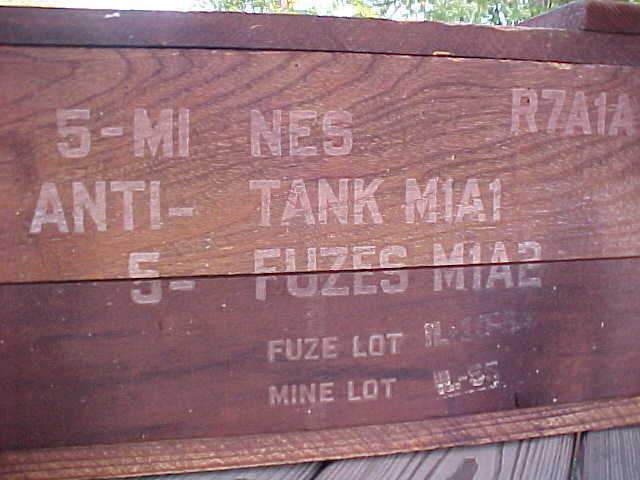 5-MI NES R7A1A
ANTI- TANK M1A1
5- FUZES M1A2
FUZE LOT
MINE LOT